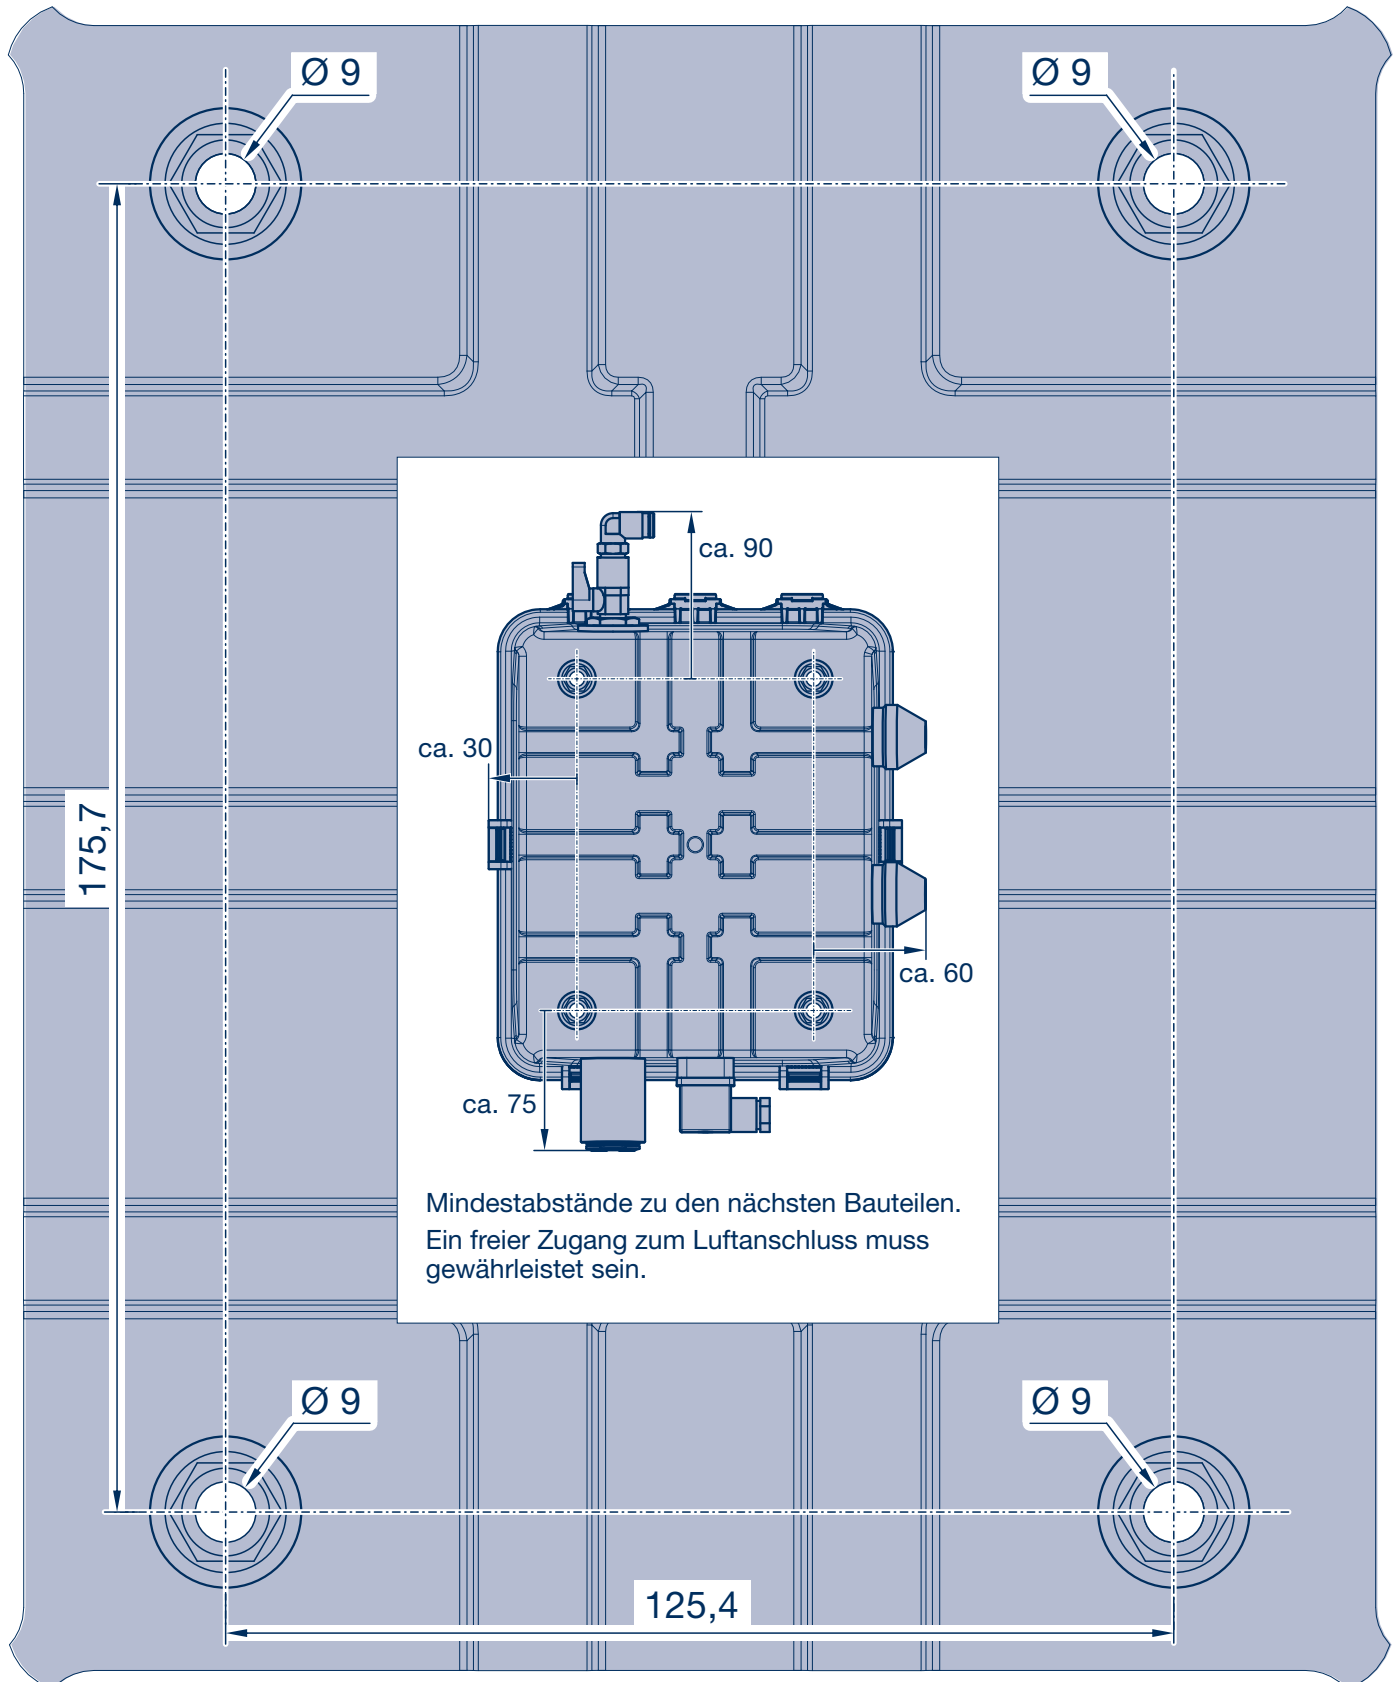 Ø 9
Ø 9
ca. 90
ca. 30
175,7
ca. 60
ca. 75
Mindestabstände zu den nächsten Bauteilen.
Ein freier Zugang zum Luftanschluss muss
gewährleistet sein.
Ø 9
Ø 9
125,4